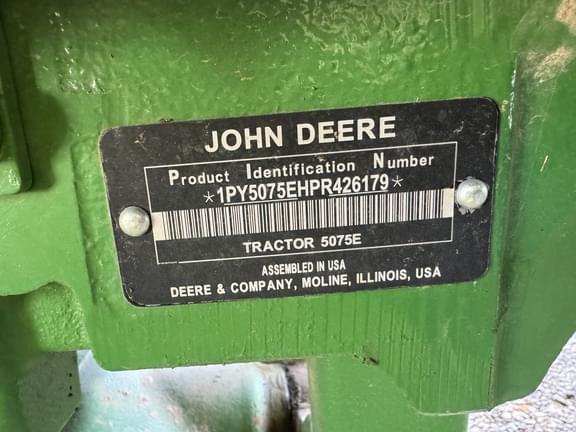 JOHN DEERE
Product Identification Number
*1PY5075EHPR426179*
TRACTOR 5075E
ASSEMBLED IN USA
DEERE & COMPANY, MOLINE, ILLINOIS, USA